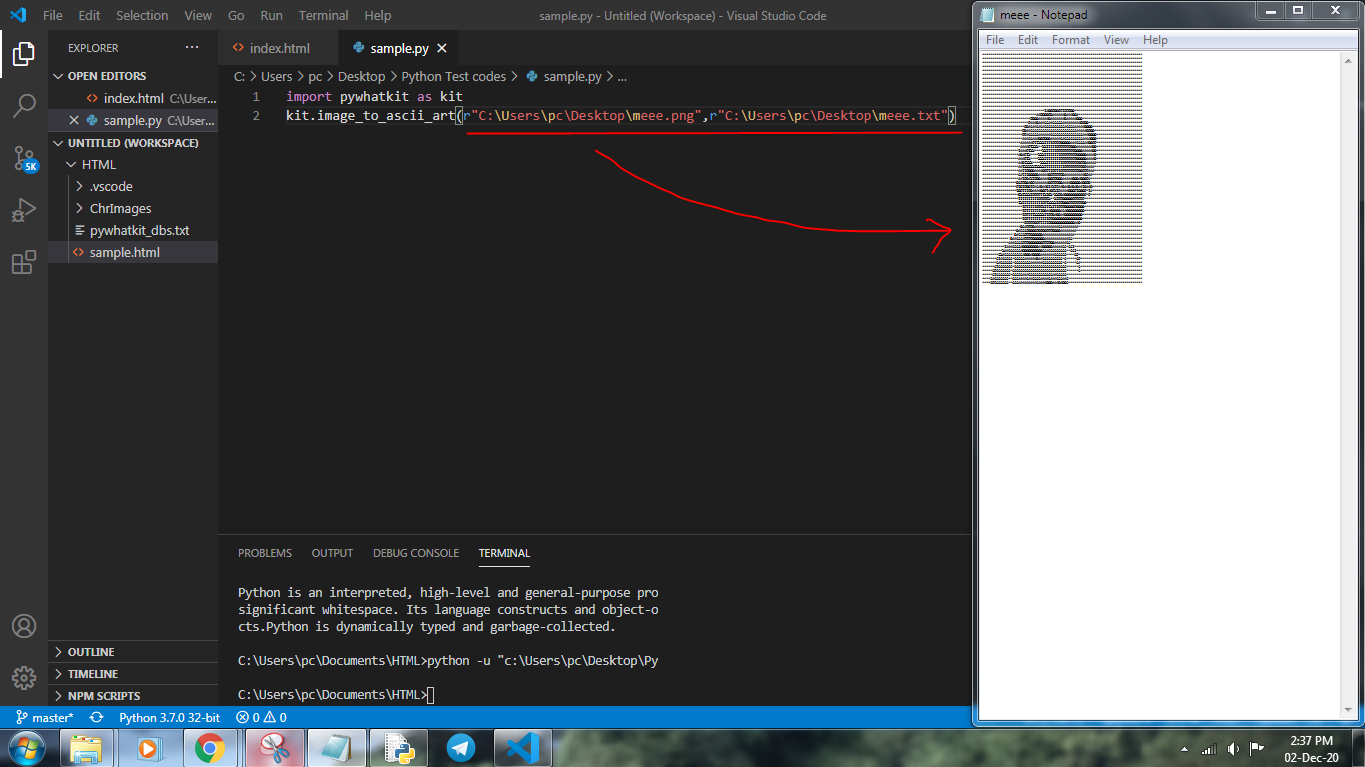 File Edit Selection View Go Run Terminal Help
sample.py - Untitled (Workspace) - Visual Studio Code
EXPLORER
OPEN EDITORS
index.html C:\User...
sample.py C:\User...
UNTITLED (WORKSPACE)
HTML
.vscode
ChrImages
pywhatkit_dbs.txt
sample.html
5K
OUTLINE
TIMELINE
NPM SCRIPTS
index.html
sample.py
C: > Users > pc > Desktop > Python Test codes > sample.py > ...
1 import pywhatkit as kit
2 kit.image_to_ascii_art(r"C:\Users\pc\Desktop\meee.png",r"C:\Users\pc\Desktop\meee.txt")
PROBLEMS OUTPUT DEBUG CONSOLE TERMINAL
Python is an interpreted, high-level and general-purpose pro
significant whitespace. Its language constructs and object-o
cts.Python is dynamically typed and garbage-collected.
C:\Users\pc\Documents\HTML>python -u "c:\Users\pc\Desktop\Py
C:\Users\pc\Documents\HTML>
master* Python 3.7.0 32-bit 0 0
meee - Notepad
File Edit Format View Help
2:37 PM
02-Dec-20